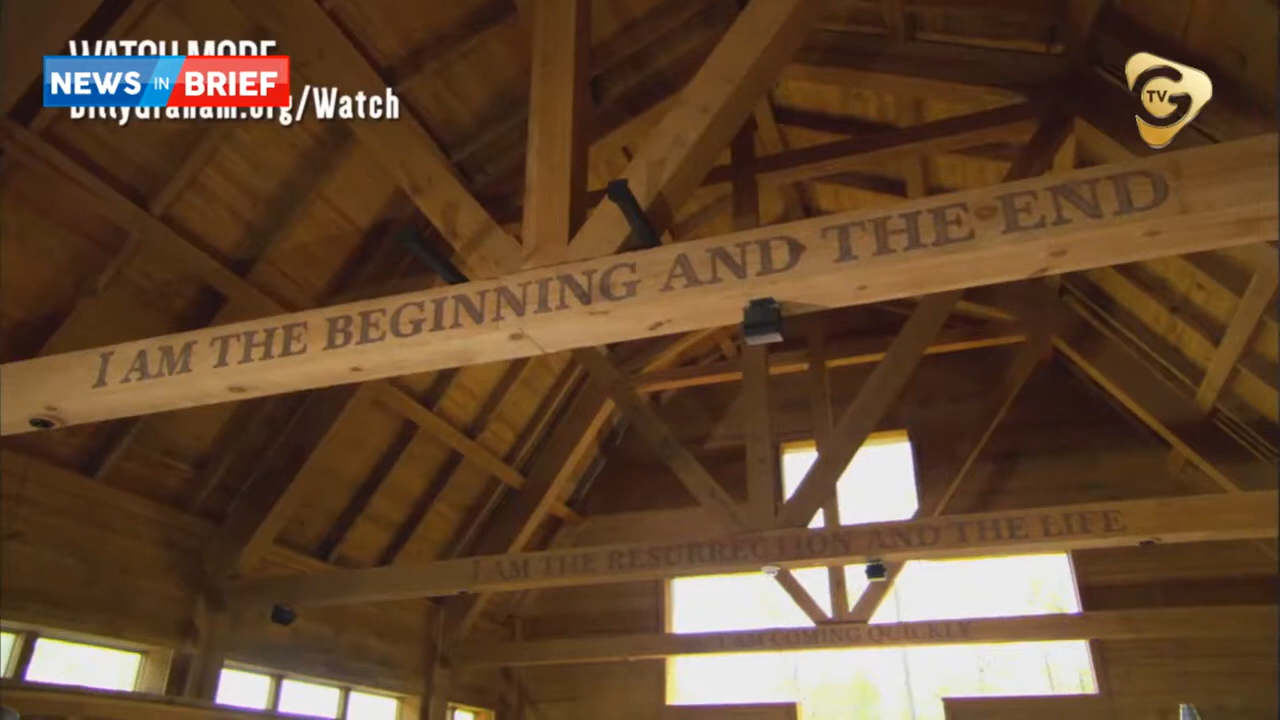 WATCH MORE
NEWS IN BRIEF
BillyGraham.org/Watch
TV G
I AM THE BEGINNING AND THE END
I AM THE RESURRECTION AND THE LIFE
I AM COMING QUICKLY